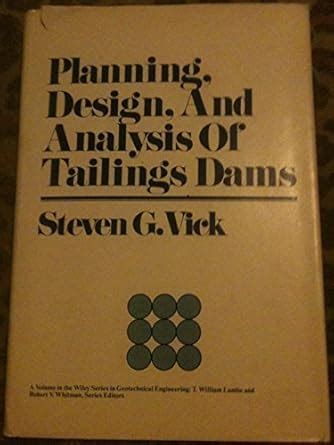 Planning,
Design, And
Analysis Of
Tailings Dams
Steven G. Vick
A Volume in the Wiley Series in Geotechnical Engineering: T. William Lambe and
Robert V. Whitman, Series Editors